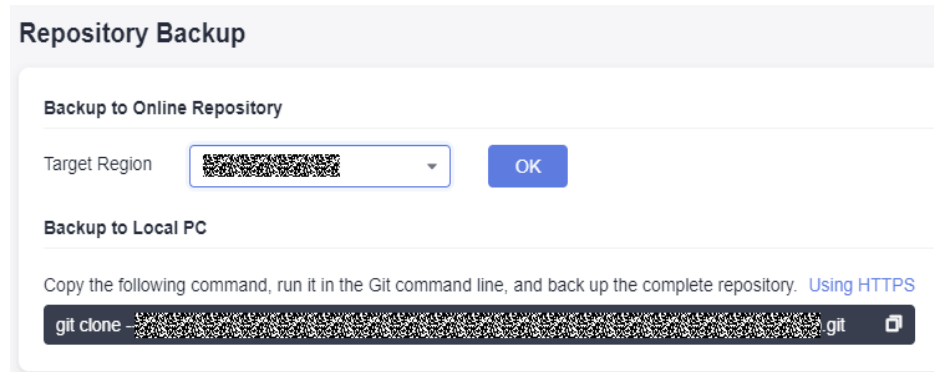 Repository Backup
Backup to Online Repository
Target Region
OK
Backup to Local PC
Copy the following command, run it in the Git command line, and back up the complete repository. Using HTTPS
git clone -- .git